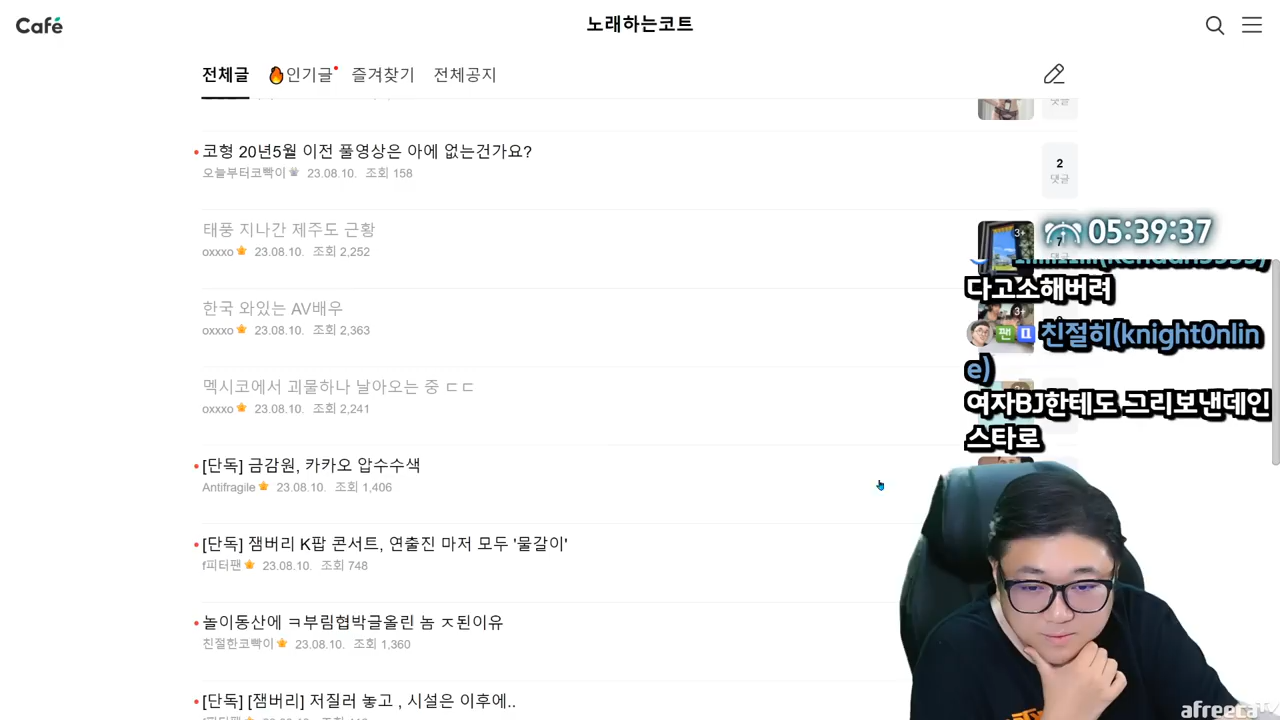 Café
노래하는코트
전체글 🔥인기글 즐겨찾기 전체공지
댓글
코형 20년5월 이전 풀영상은 아에 없는건가요?
오늘부터코빡이 23.08.10. 조회 158
2
댓글
태풍 지나간 제주도 근황
oxxxo 23.08.10. 조회 2,252
3+
7
05:39:37
다고소해버려
한국 와있는 AV배우
oxxxo 23.08.10. 조회 2,363
3+
팬
친절히(knight0nlin
e)
여자BJ한테도 그리보낸데인
스타로
멕시코에서 괴물하나 날아오는 중 ㄷㄷ
oxxxo 23.08.10. 조회 2,241
[단독] 금감원, 카카오 압수수색
Antifragile 23.08.10. 조회 1,406
[단독] 잼버리 K팝 콘서트, 연출진 마저 모두 '물갈이'
f피터팬 23.08.10. 조회 748
놀이동산에 ㅋ부림협박글올린 놈 ㅈ된이유
친절한코빡이 23.08.10. 조회 1,360
[단독] [잼버리] 저질러 놓고 , 시설은 이후에..
afreecaTV